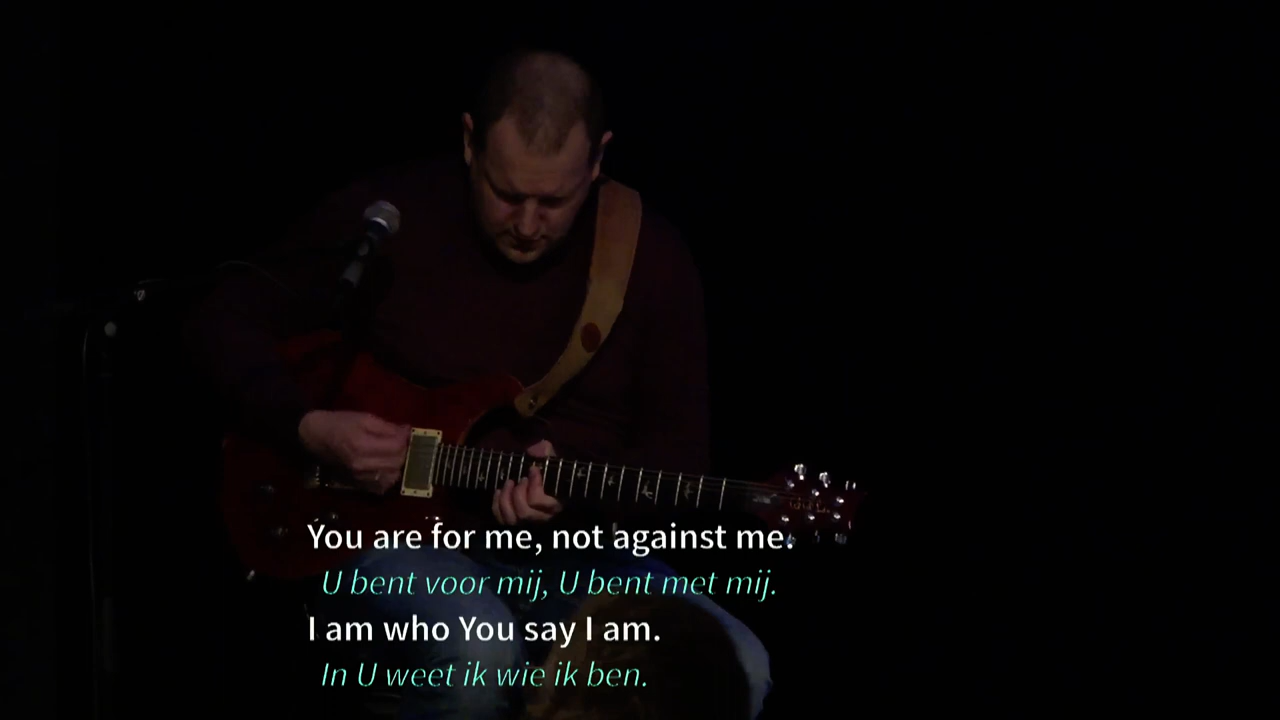 You are for me, not against me.
U bent voor mij, U bent met mij.
I am who You say I am.
In U weet ik wie ik ben.